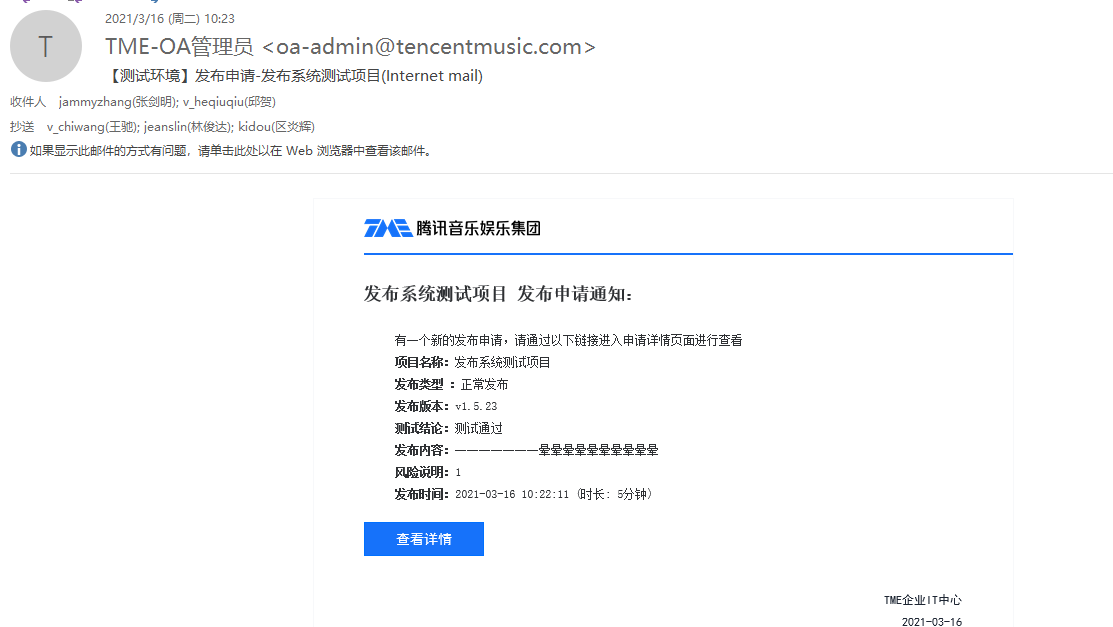 2021/3/16 (周二) 10:23
T
TME-OA管理员 <oa-admin@tencentmusic.com>
【测试环境】发布申请-发布系统测试项目(Internet mail)
收件人 jammyzhang(张剑明); v_heqiuqiu(邱贺)
抄送 v_chiwang(王驰); jeanslin(林俊达); kidou(区炎辉)
如果显示此邮件的方式有问题，请单击此处以在 Web 浏览器中查看该邮件。
TME 腾讯音乐娱乐集团
发布系统测试项目 发布申请通知：
有一个新的发布申请，请通过以下链接进入申请详情页面进行查看
项目名称：发布系统测试项目
发布类型 ：正常发布
发布版本：v1.5.23
测试结论：测试通过
发布内容：一一一一一一一晕晕晕晕晕晕晕晕晕晕
风险说明：1
发布时间：2021-03-16 10:22:11 (时长: 5分钟)
查看详情
TME企业IT中心
2021-03-16